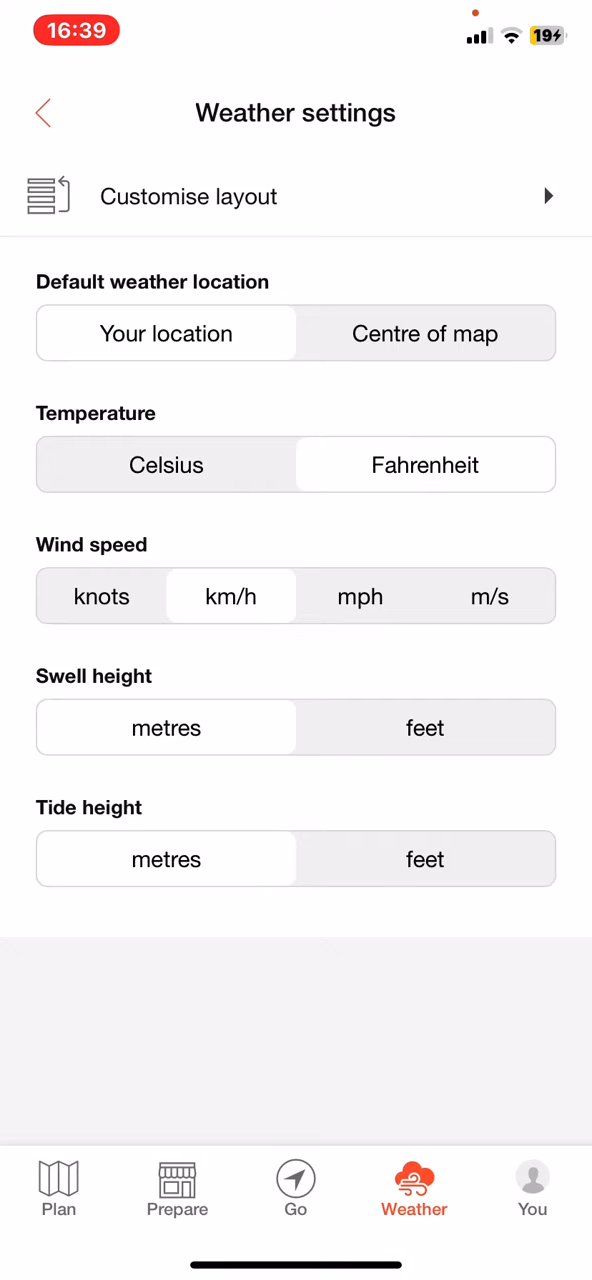 16:39
19
Weather settings
Customise layout
Default weather location
Your location Centre of map
Temperature
Celsius Fahrenheit
Wind speed
knots km/h mph m/s
Swell height
metres feet
Tide height
metres feet
Plan Prepare Go Weather You